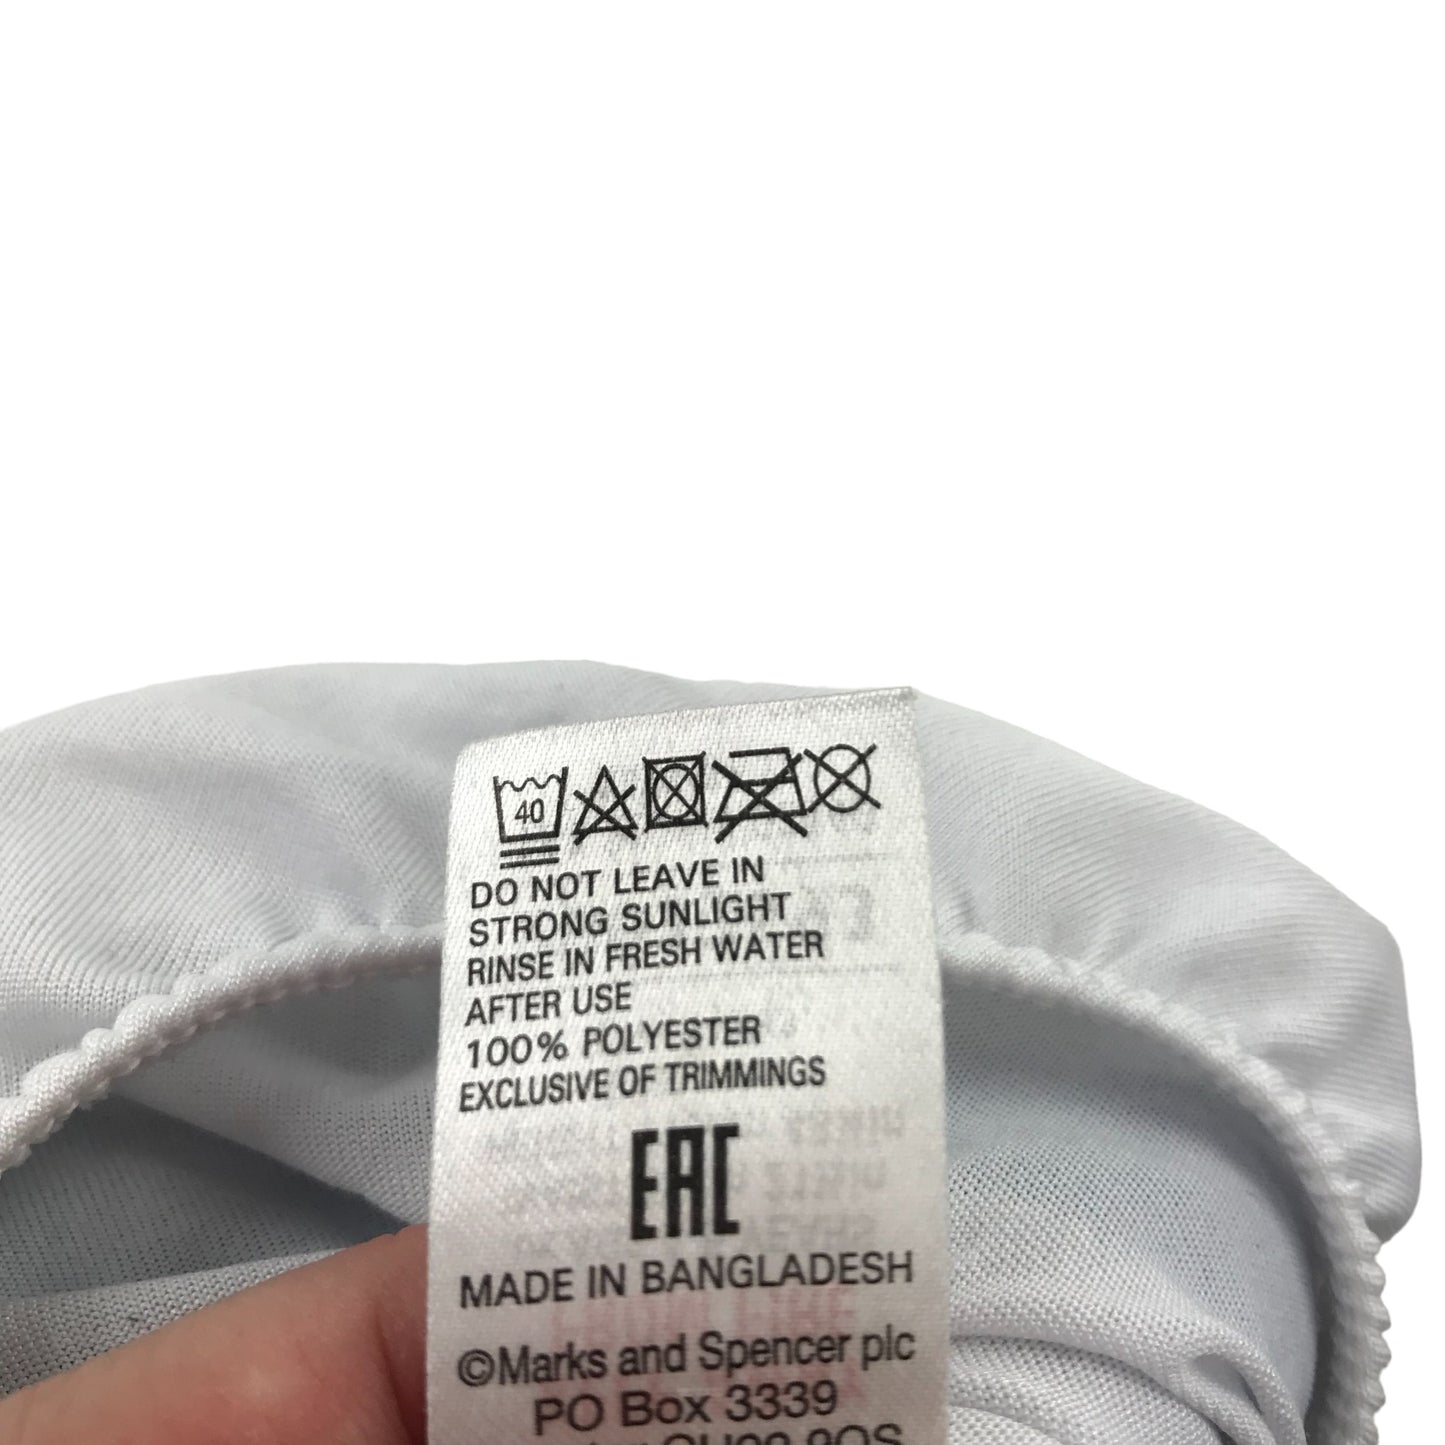 40
DO NOT LEAVE IN
STRONG SUNLIGHT
RINSE IN FRESH WATER
AFTER USE
100% POLYESTER
EXCLUSIVE OF TRIMMINGS
EAC
MADE IN BANGLADESH
©Marks and Spencer plc
PO Box 3339